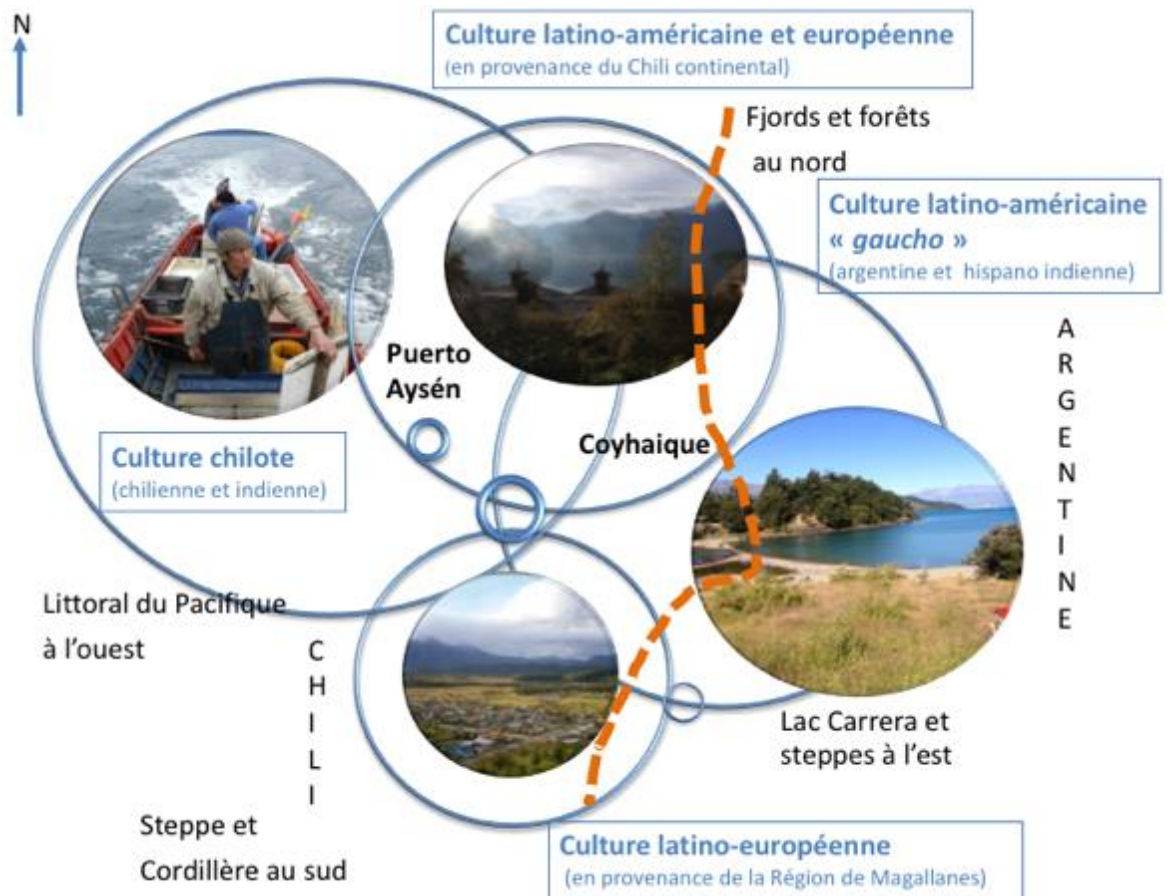 N
Culture latino-américaine et européenne
(en provenance du Chili continental)
Fjords et forêts
au nord
Culture latino-américaine
« gaucho »
(argentine et hispano indienne)
ARGENTINE
Puerto
Aysén
Coyhaique
Culture chilote
(chilienne et indienne)
Littoral du Pacifique
à l'ouest
CHILI
Lac Carrera et
steppes à l'est
Steppe et
Cordillère au sud
Culture latino-européenne
(en provenance de la Région de Magallanes)